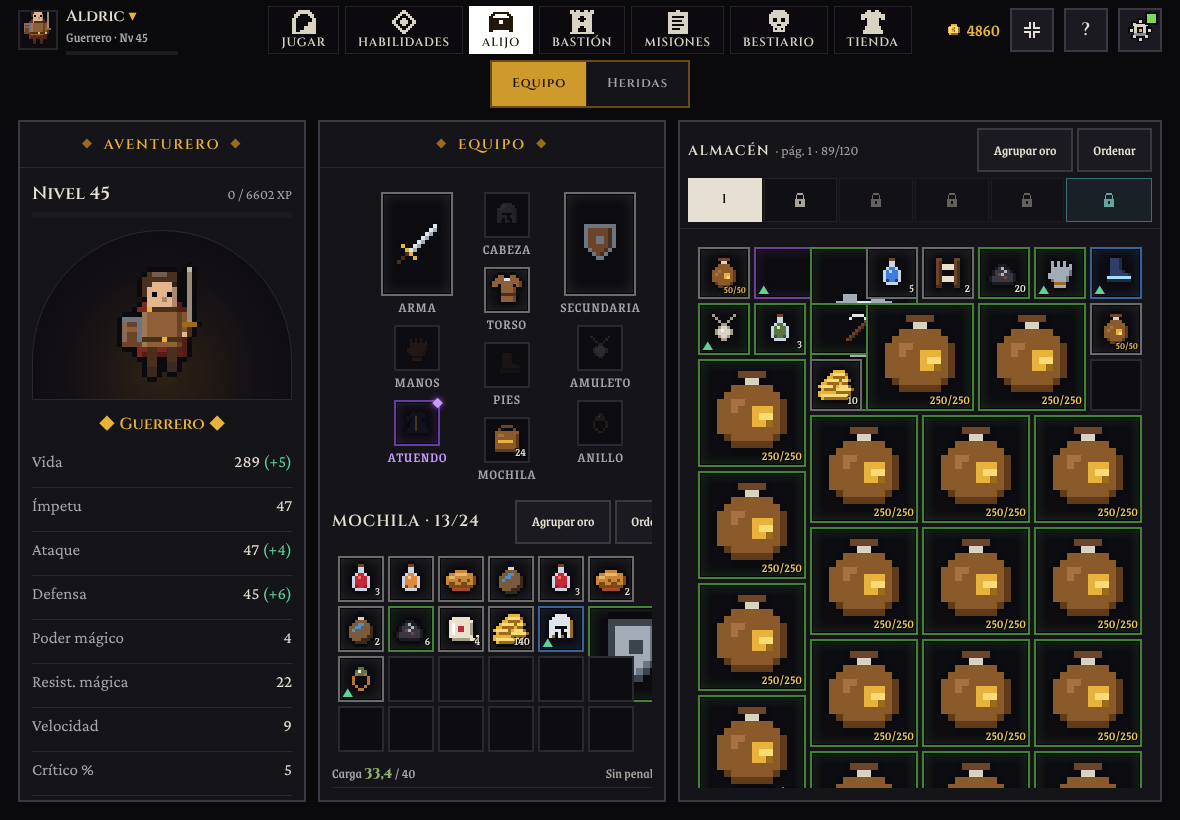 ALDRIC ▾
Guerrero · Nv 45
JUGAR
HABILIDADES
ALIJO
BASTIÓN
MISIONES
BESTIARIO
TIENDA
4860
?
EQUIPO
HERIDAS
AVENTURERO
NIVEL 45
0 / 6602 XP
GUERRERO
Vida 289 (+5)
Ímpetu 47
Ataque 47 (+4)
Defensa 45 (+6)
Poder mágico 4
Resist. mágica 22
Velocidad 9
Crítico % 5
EQUIPO
ARMA
CABEZA
SECUNDARIA
TORSO
MANOS
PIES
AMULETO
ATUENDO
24
MOCHILA
ANILLO
MOCHILA · 13/24
Agrupar oro
Orde
3 3 2
2 6 4 140
Carga 33,4 / 40
Sin penal
ALMACÉN · pág. 1 · 89/120
Agrupar oro
Ordenar
I
50/50 5 2 20
3 50/50
250/250 250/250
10
250/250
250/250 250/250 250/250
250/250
250/250 250/250 250/250
250/250
250/250 250/250 250/250